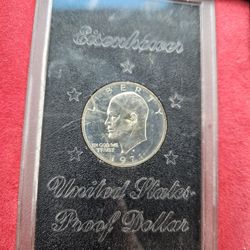 Eisenhower
LIBERTY
IN GOD WE
TRUST
United States
Proof Dollar